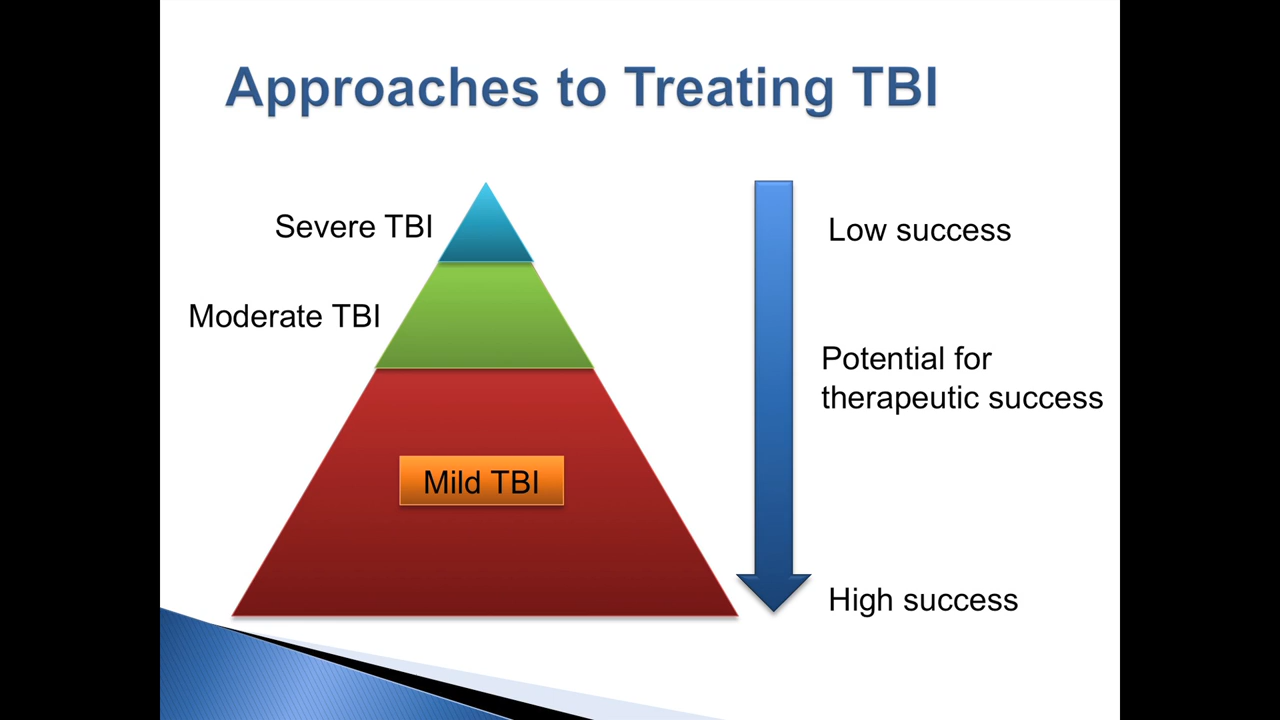 Approaches to Treating TBI
Severe TBI
Low success
Moderate TBI
Potential for
therapeutic success
Mild TBI
High success